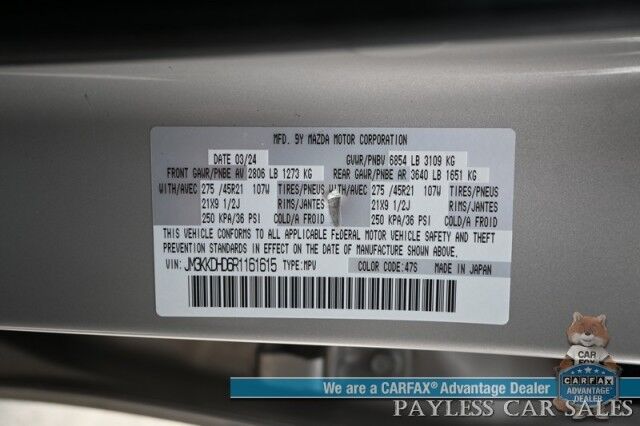 MFD. BY MAZDA MOTOR CORPORATION
DATE 03/24 GVWR/PNBV 6854 LB 3109 KG
FRONT GAWR/PNBE AV 2806 LB 1273 KG REAR GAWR/PNBE AR 3640 LB 1651 KG
WITH/AVEC 275 /45R21 107W TIRES/PNEUS WITH/AVEC 275 /45R21 107W TIRES/PNEUS
21X9 1/2J RIMS/JANTES 21X9 1/2J RIMS/JANTES
250 KPA/36 PSI COLD/A FROID 250 KPA/36 PSI COLD/A FROID
THIS VEHICLE CONFORMS TO ALL APPLICABLE FEDERAL MOTOR VEHICLE SAFETY AND THEFT
PREVENTION STANDARDS IN EFFECT ON THE DATE OF MANUFACTURE SHOWN ABOVE.
VIN: JM3KKDHD6R1161615 TYPE:MPV COLOR CODE:47S MADE IN JAPAN
CAR
FOX
We are a CARFAX® Advantage Dealer
CARFAX
ADVANTAGE
DEALER
PAYLESS CAR SALES